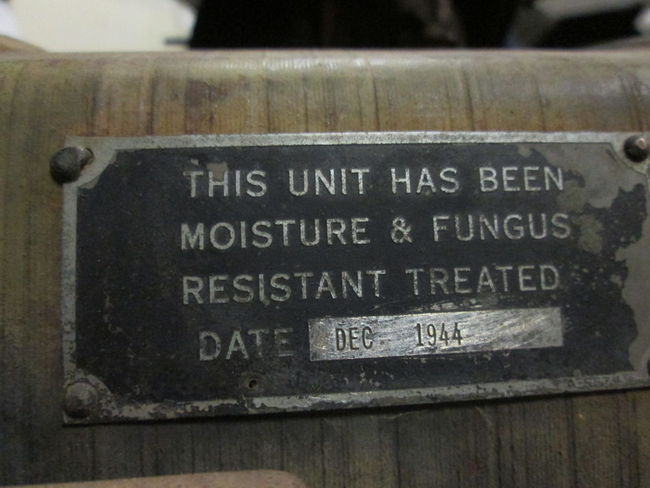 THIS UNIT HAS BEEN
MOISTURE & FUNGUS
RESISTANT TREATED
DATE DEC. 1944